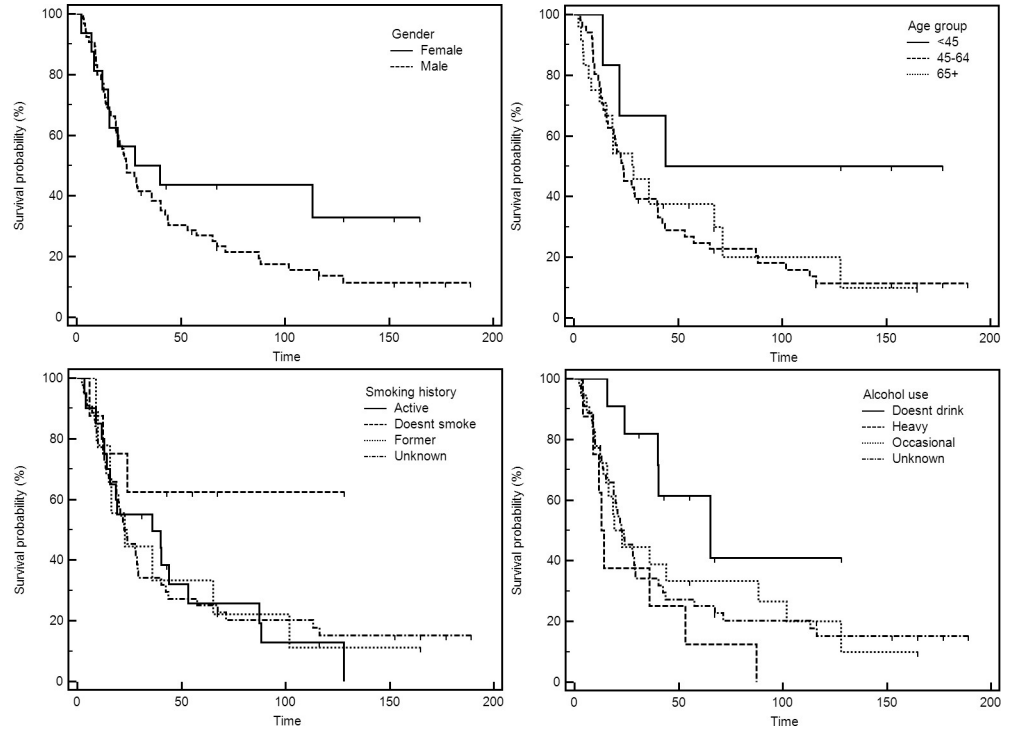 Survival probability (%)
100
80
60
40
20
0
Gender
Female
Male
0 50 100 150 200
Time
Survival probability (%)
100
80
60
40
20
0
Age group
<45
45-64
65+
0 50 100 150 200
Time
Survival probability (%)
100
80
60
40
20
0
Smoking history
Active
Doesnt smoke
Former
Unknown
0 50 100 150 200
Time
Survival probability (%)
100
80
60
40
20
0
Alcohol use
Doesnt drink
Heavy
Occasional
Unknown
0 50 100 150 200
Time